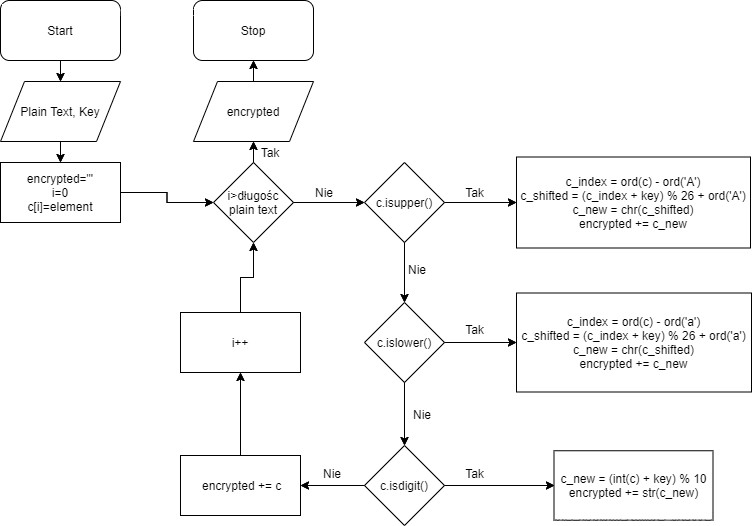 Start
Stop
Plain Text, Key
encrypted
Tak
encrypted='"
i=0
c[i]=element
i>długośc
plain text
Nie
c.isupper()
Tak
c_index = ord(c) - ord('A')
c_shifted = (c_index + key) % 26 + ord('A')
c_new = chr(c_shifted)
encrypted += c_new
Nie
i++
c.islower()
Tak
c_index = ord(c) - ord('a')
c_shifted = (c_index + key) % 26 + ord('a')
c_new = chr(c_shifted)
encrypted += c_new
Nie
encrypted += c
Nie
c.isdigit()
Tak
c_new = (int(c) + key) % 10
encrypted += str(c_new)